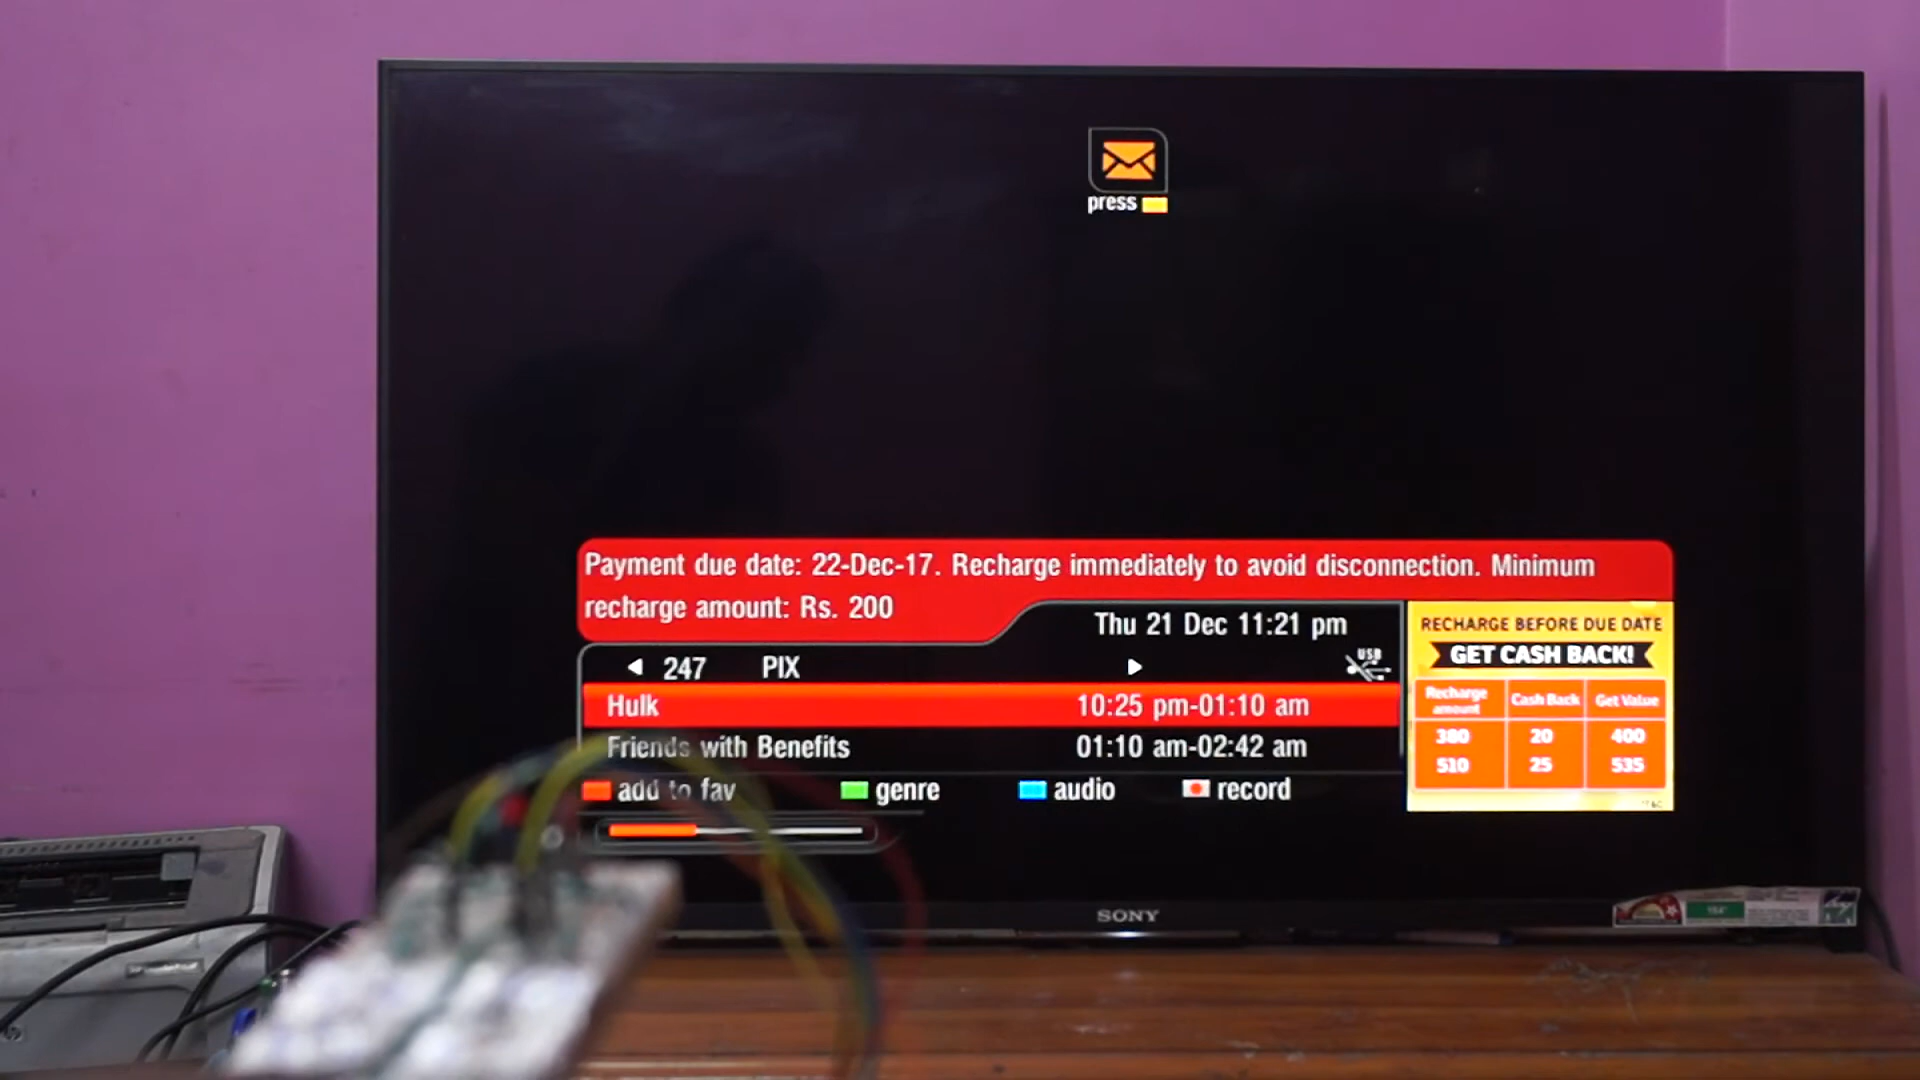 press
Payment due date: 22-Dec-17. Recharge immediately to avoid disconnection. Minimum
recharge amount: Rs. 200
Thu 21 Dec 11:21 pm
247 PIX
USB
Hulk 10:25 pm-01:10 am
Friends with Benefits 01:10 am-02:42 am
add to fav genre audio record
RECHARGE BEFORE DUE DATE
GET CASH BACK!
Recharge amount Cash Back Get Value
380 20 400
510 25 535
SONY
hp